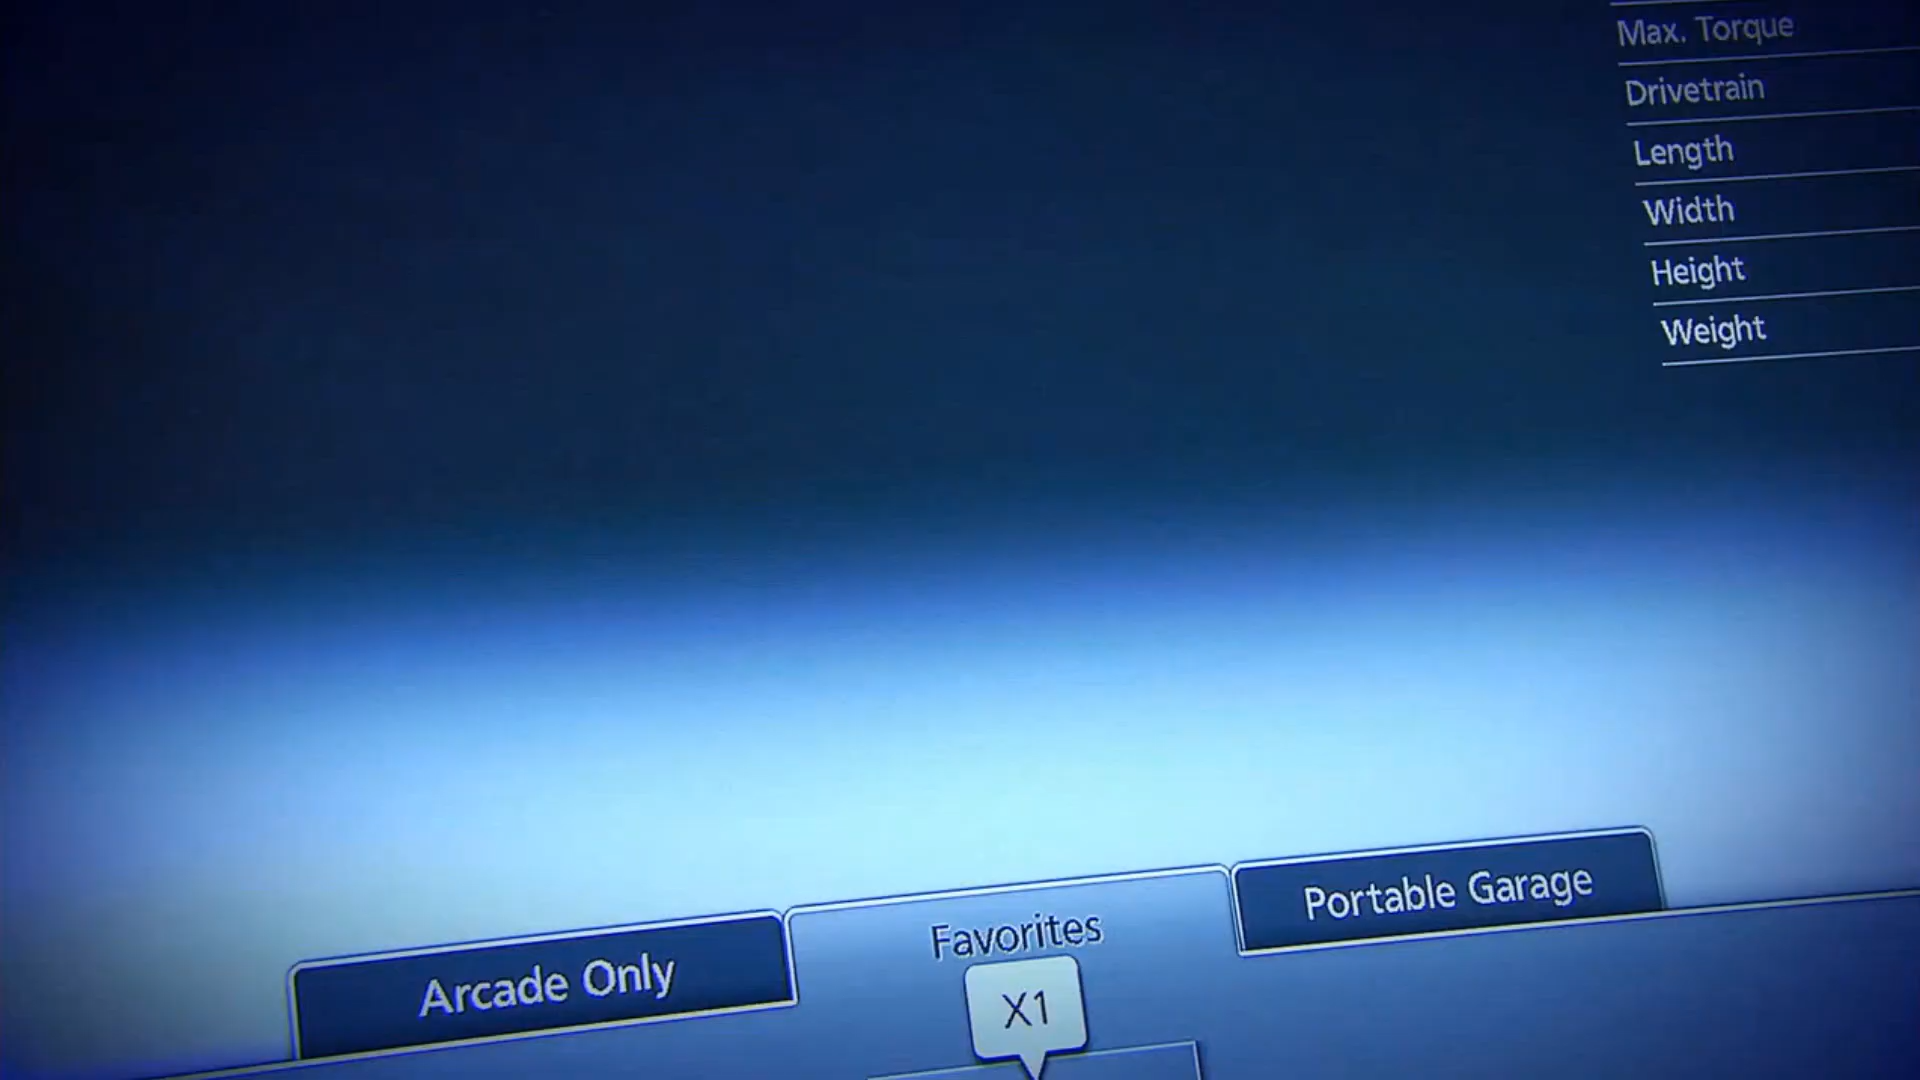 Max. Torque
Drivetrain
Length
Width
Height
Weight
Arcade Only
Favorites
Portable Garage
X1